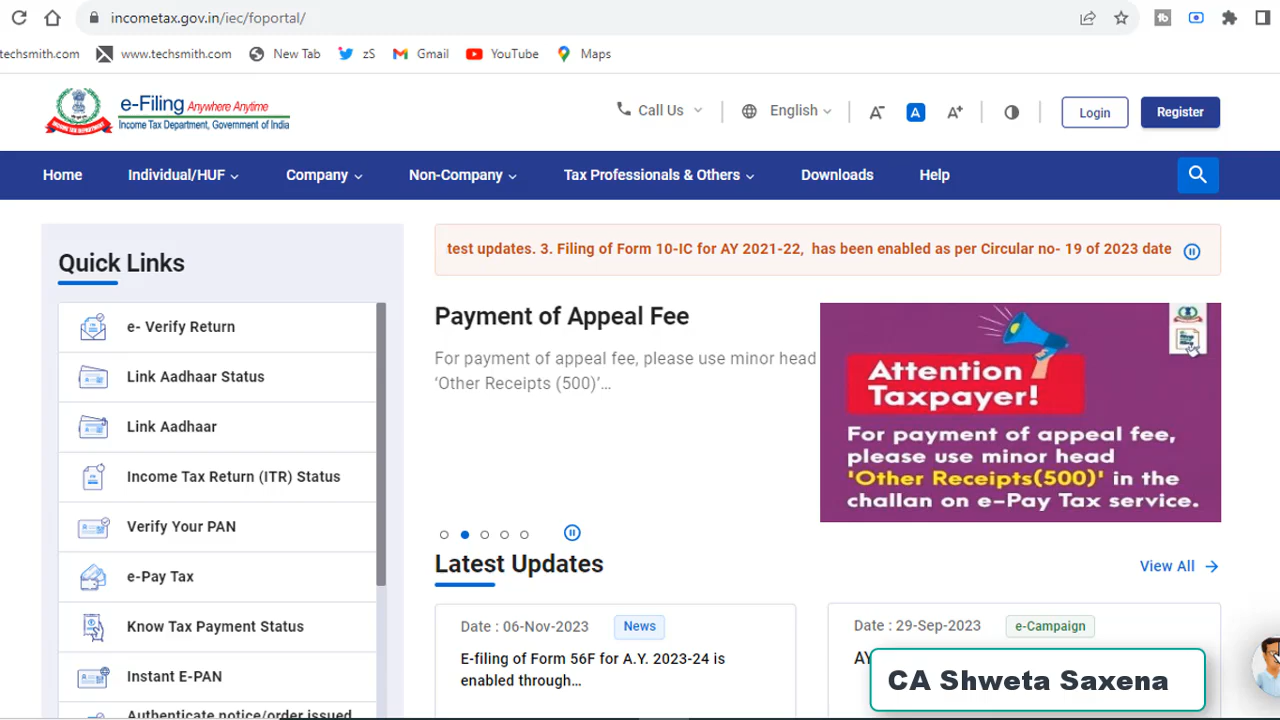 incometax.gov.in/iec/foportal/
techsmith.com www.techsmith.com New Tab zS Gmail YouTube Maps
e-Filing Anywhere Anytime
Income Tax Department, Government of India
Call Us English A- A A+ Login Register
Home Individual/HUF Company Non-Company Tax Professionals & Others Downloads Help
Quick Links
e- Verify Return
Link Aadhaar Status
Link Aadhaar
Income Tax Return (ITR) Status
Verify Your PAN
e-Pay Tax
Know Tax Payment Status
Instant E-PAN
Authenticate notice/order issued
test updates. 3. Filing of Form 10-IC for AY 2021-22, has been enabled as per Circular no- 19 of 2023 date
Payment of Appeal Fee
For payment of appeal fee, please use minor head
‘Other Receipts (500)’...
Attention
Taxpayer!
For payment of appeal fee,
please use minor head
'Other Receipts(500)' in the
challan on e-Pay Tax service.
Latest Updates
View All
Date : 06-Nov-2023 News
E-filing of Form 56F for A.Y. 2023-24 is
enabled through...
Date : 29-Sep-2023 e-Campaign
AY
CA Shweta Saxena